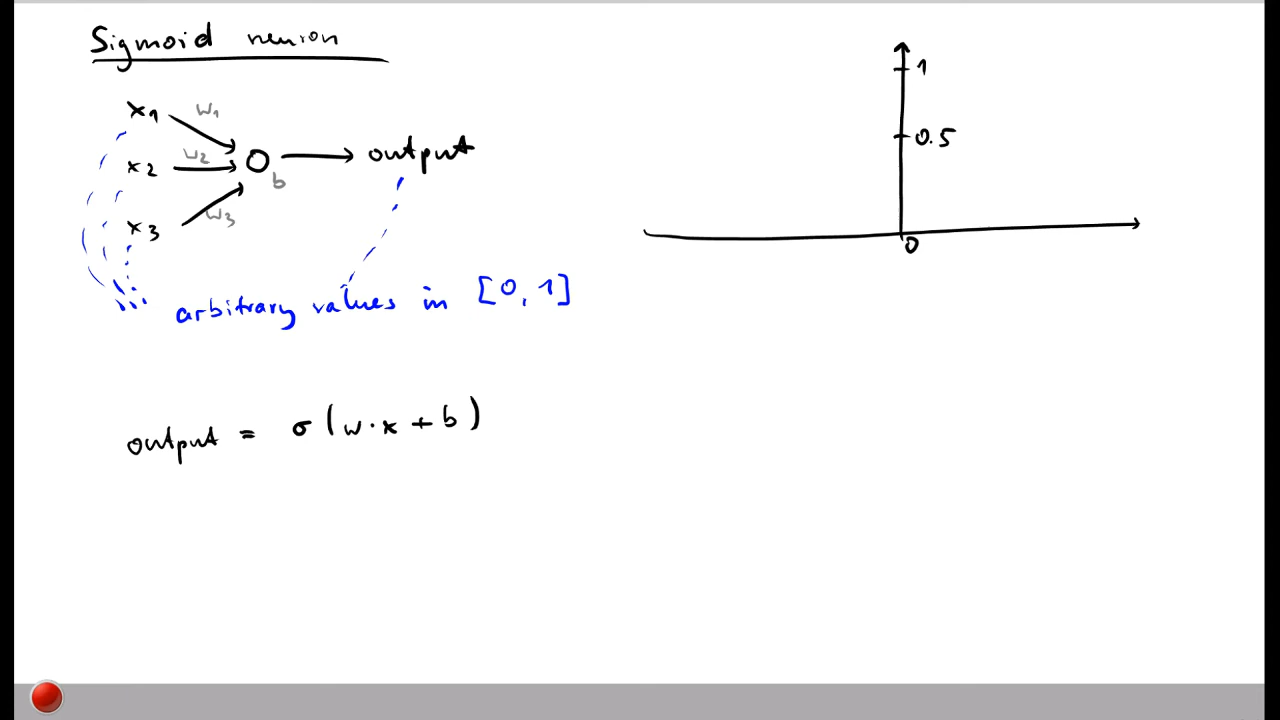 Sigmoid neuron
x1 w1
x2 w2 output
b
x3 w3
arbitrary values in [0, 1]
output = σ(w·x + b)
1
0.5
0